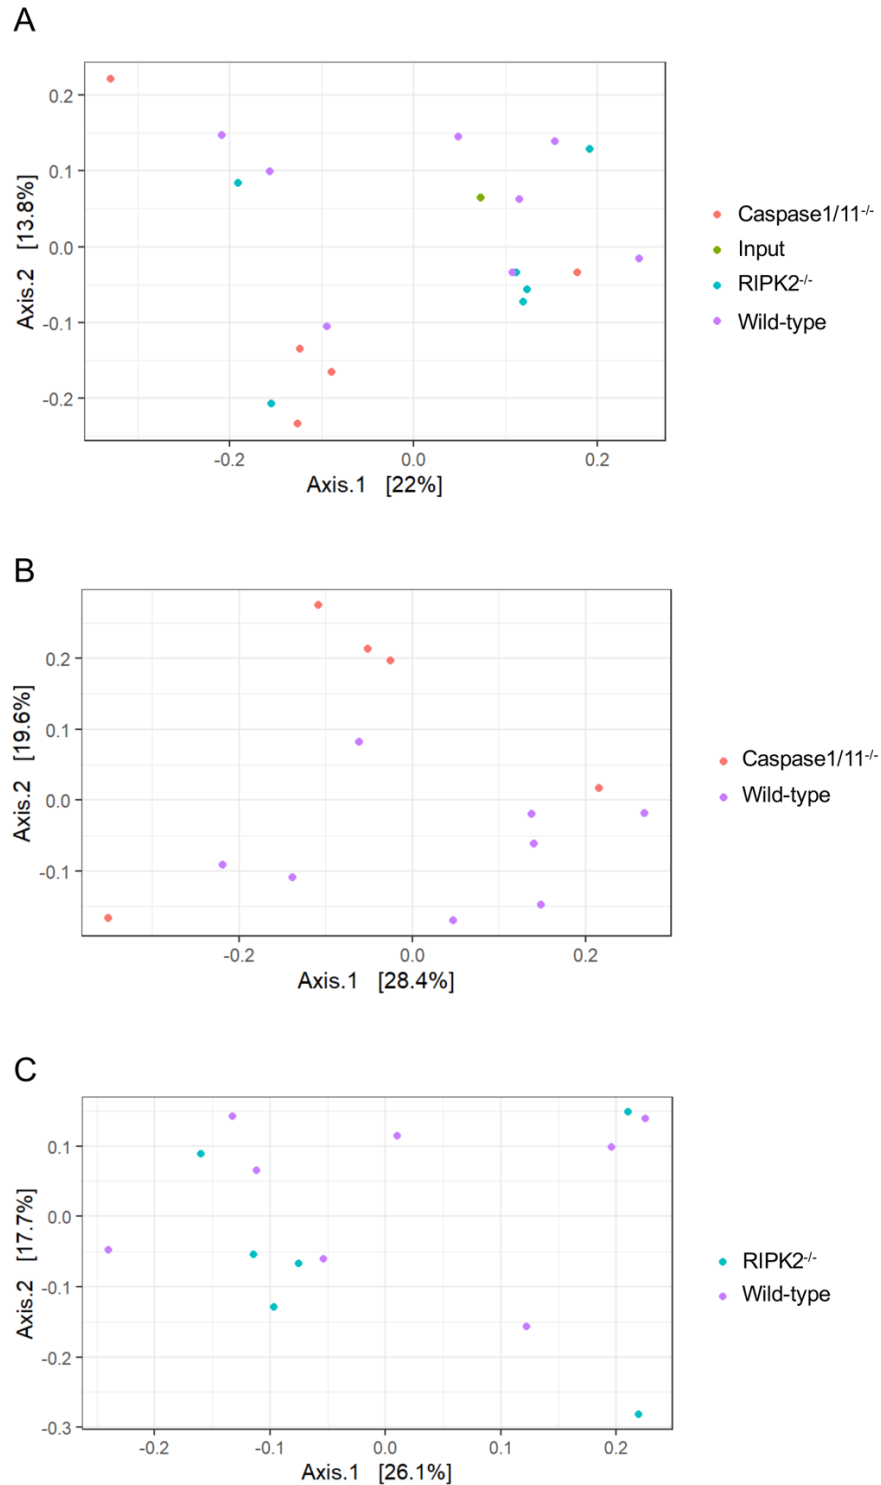 A
0.2
0.1
0.0
-0.1
-0.2
Axis.2 [13.8%]
-0.2 0.0 0.2
Axis.1 [22%]
Caspase1/11-/-
Input
RIPK2-/-
Wild-type
B
0.2
0.1
0.0
-0.1
Axis.2 [19.6%]
-0.2 0.0 0.2
Axis.1 [28.4%]
Caspase1/11-/-
Wild-type
C
0.1
0.0
-0.1
-0.2
-0.3
Axis.2 [17.7%]
-0.2 -0.1 0.0 0.1 0.2
Axis.1 [26.1%]
RIPK2-/-
Wild-type